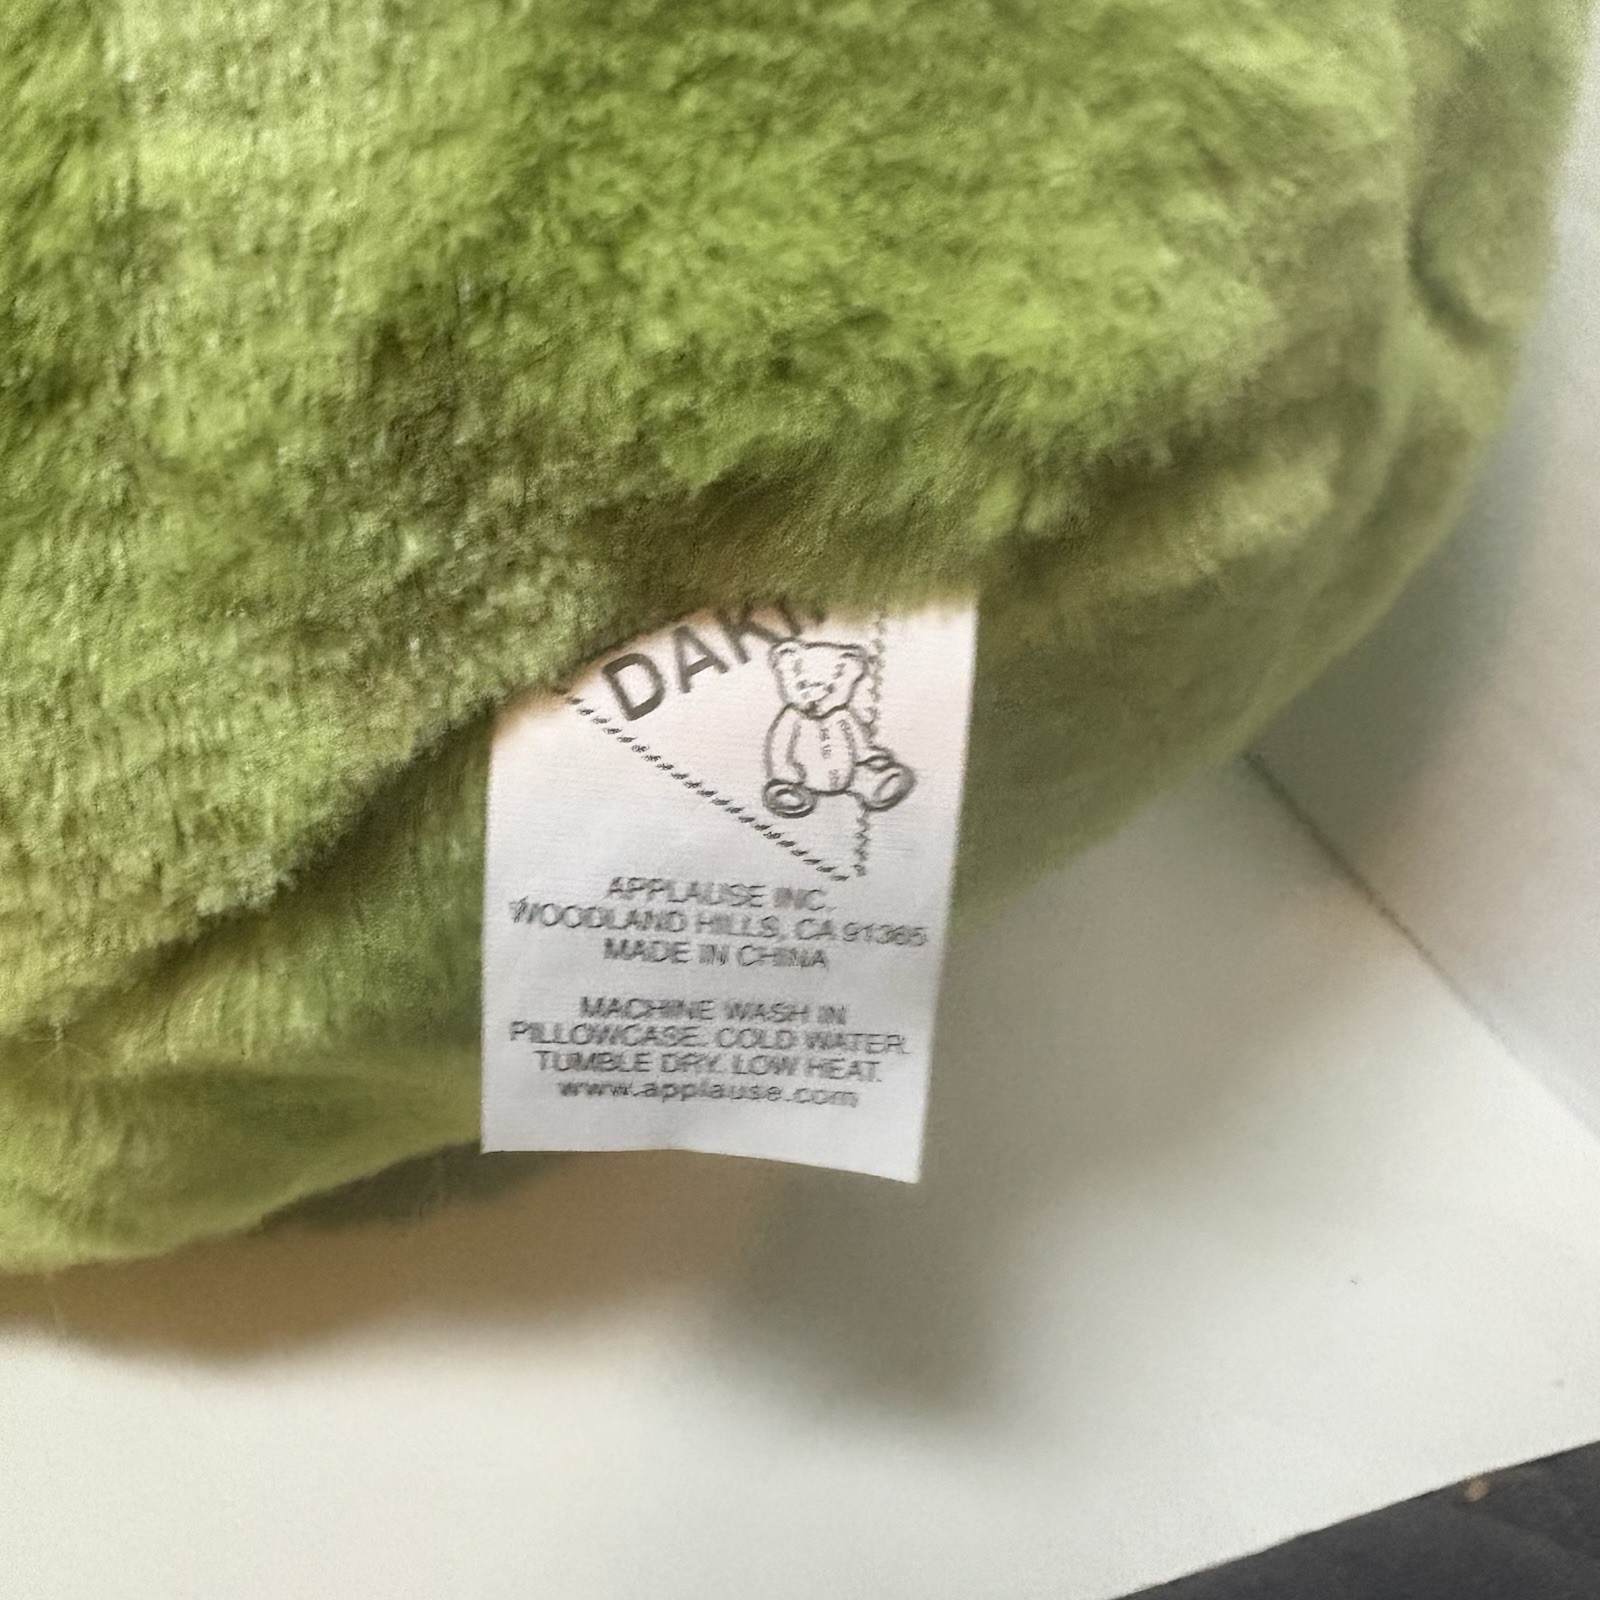 DAKI
APPLAUSE INC.
WOODLAND HILLS, CA 91365
MADE IN CHINA
MACHINE WASH IN
PILLOWCASE. COLD WATER.
TUMBLE DRY. LOW HEAT.
www.applause.com